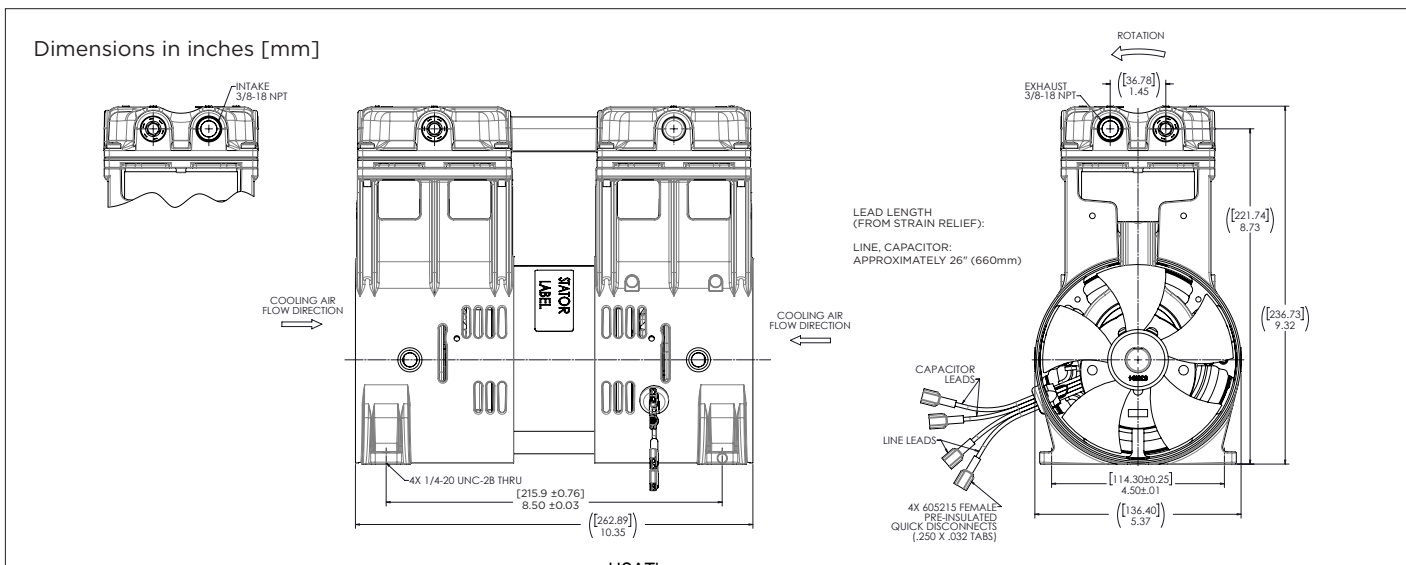 Dimensions in inches [mm]
INTAKE
3/8-18 NPT
COOLING AIR
FLOW DIRECTION
STATOR
LABEL
COOLING AIR
FLOW DIRECTION
4X 1/4-20 UNC-2B THRU
[215.9 ±0.76]
8.50 ±0.03
([262.89]
10.35)
LEAD LENGTH
(FROM STRAIN RELIEF):
LINE, CAPACITOR:
APPROXIMATELY 26" (660mm)
ROTATION
([36.78]
1.45)
EXHAUST
3/8-18 NPT
([221.74]
8.73)
([236.73]
9.32)
CAPACITOR
LEADS
LINE LEADS
4X 605215 FEMALE
PRE-INSULATED
QUICK DISCONNECTS
(.250 X .032 TABS)
[114.30±0.25]
4.50±.01
([136.40]
5.37)